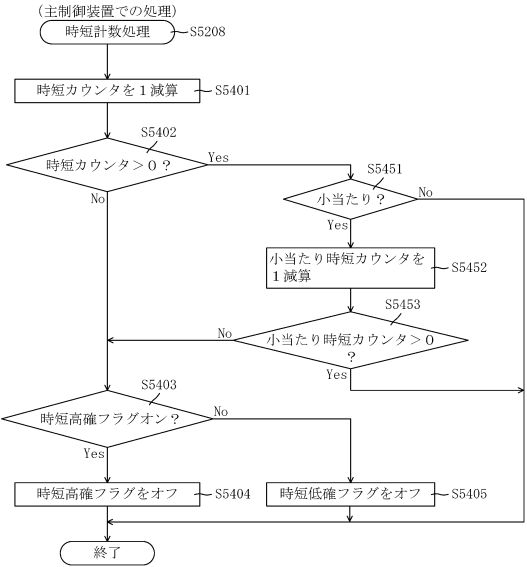 (主制御装置での処理)
時短計数処理
S5208
時短カウンタを１減算
S5401
S5402
時短カウンタ＞０？
Yes
No
S5451
小当たり？
No
Yes
小当たり時短カウンタを
１減算
S5452
S5453
小当たり時短カウンタ＞０
？
No
Yes
S5403
時短高確フラグオン？
No
Yes
時短高確フラグをオフ
S5404
時短低確フラグをオフ
S5405
終了